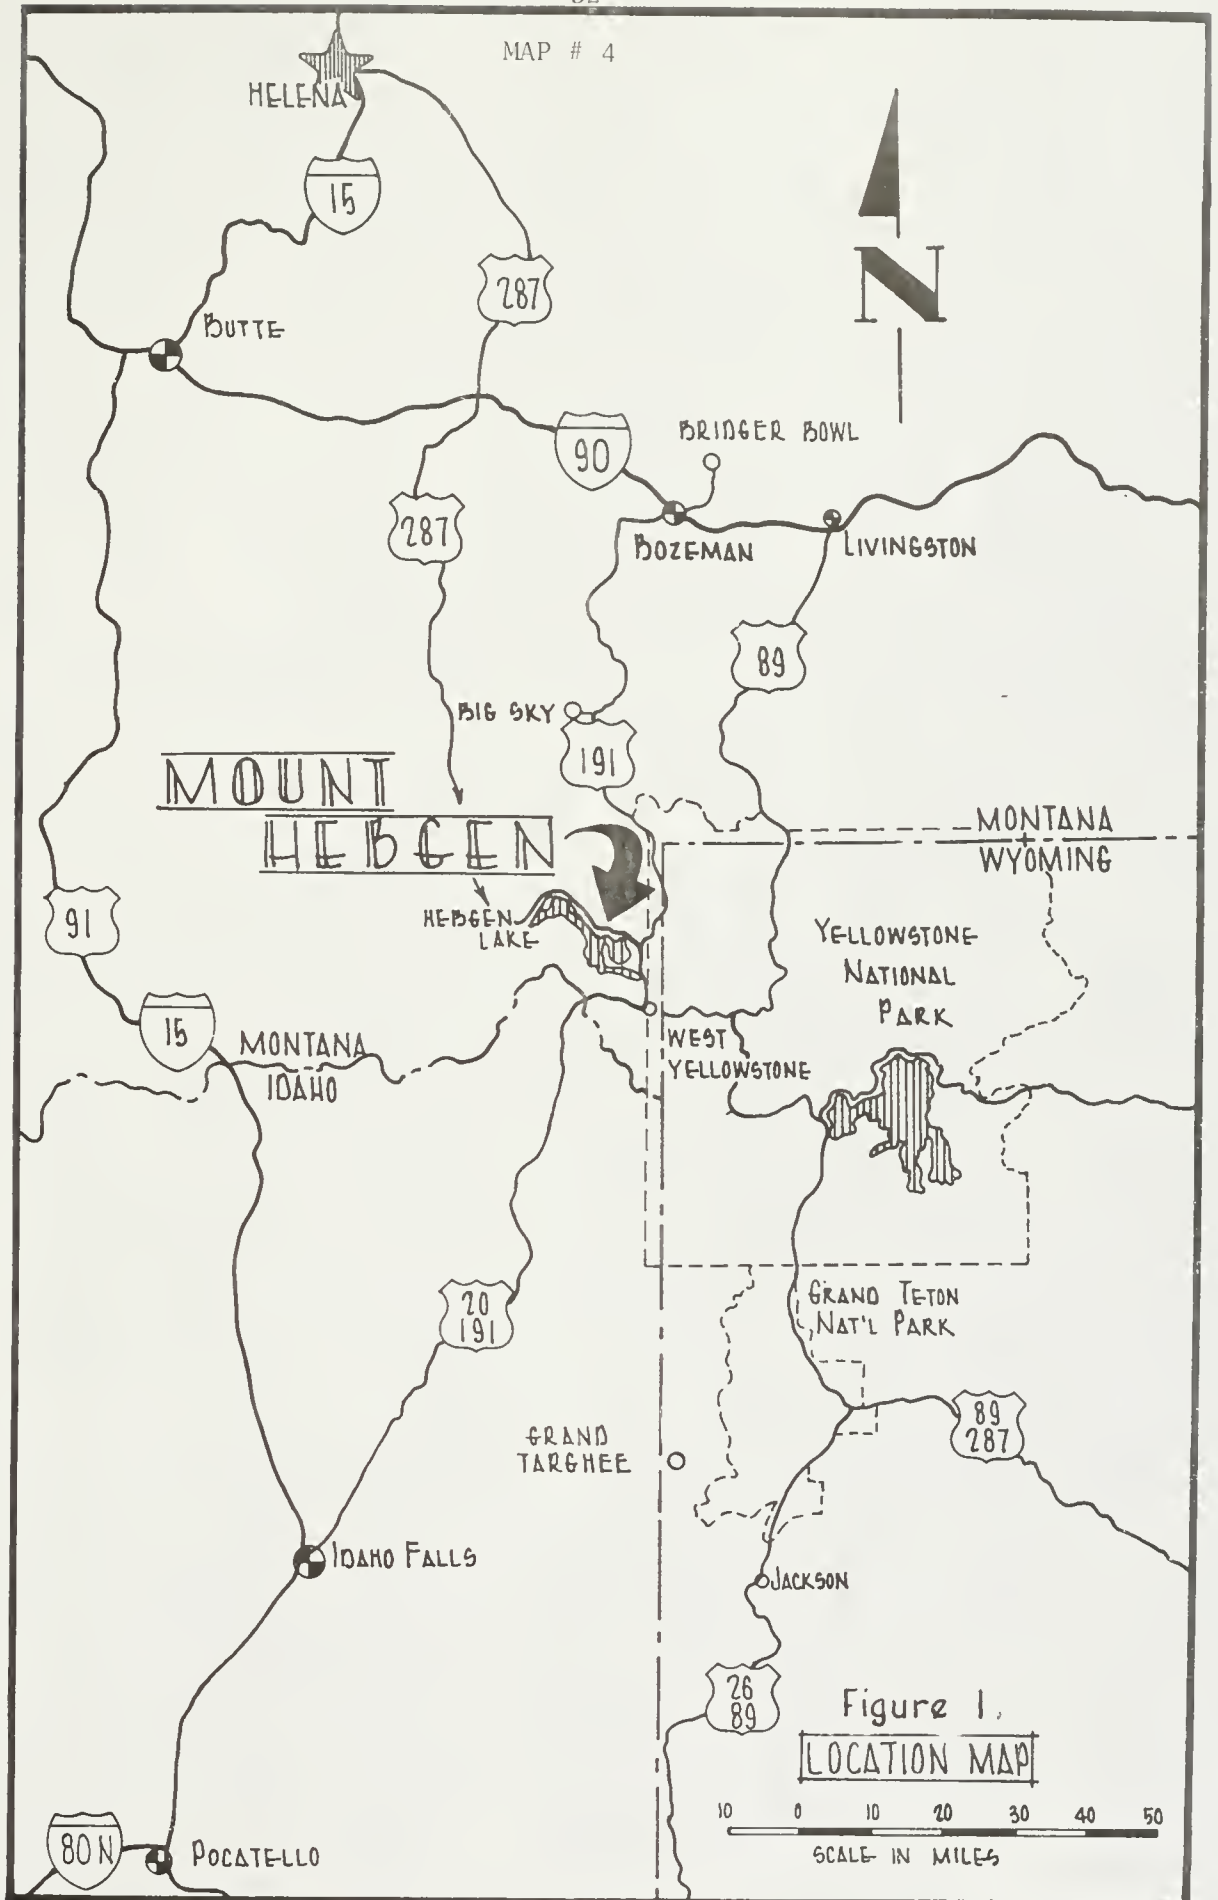 MAP # 4
HELENA
15
287
BUTTE
N
BRIDGER BOWL
90
287
BOZEMAN
LIVINGSTON
89
BIG SKY
191
MOUNT
HEBGEN
MONTANA
WYOMING
91
HEBGEN
LAKE
YELLOWSTONE
NATIONAL
PARK
15
MONTANA
IDAHO
WEST
YELLOWSTONE
20
191
GRAND TETON
NAT'L PARK
89
287
GRAND
TARGHEE
IDAHO FALLS
JACKSON
26
89
Figure 1.
LOCATION MAP
10 0 10 20 30 40 50
SCALE IN MILES
80 N
POCATELLO